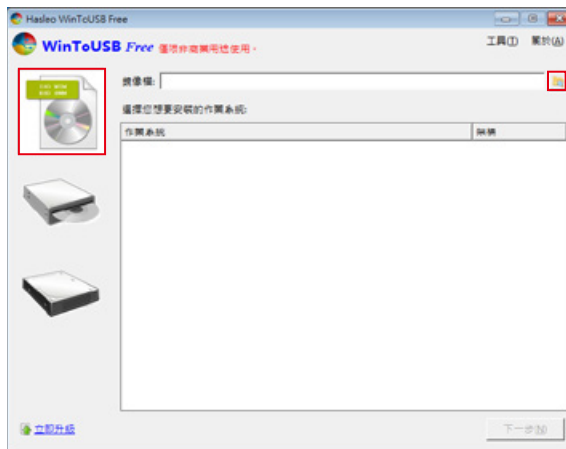 Hasleo WinToUSB Free
WinToUSB Free 僅限非商業用途使用。
工具(T) 關於(A)
鏡像檔:
選擇您想要安裝的作業系統:
作業系統 架構
立即升級
下一步(N)